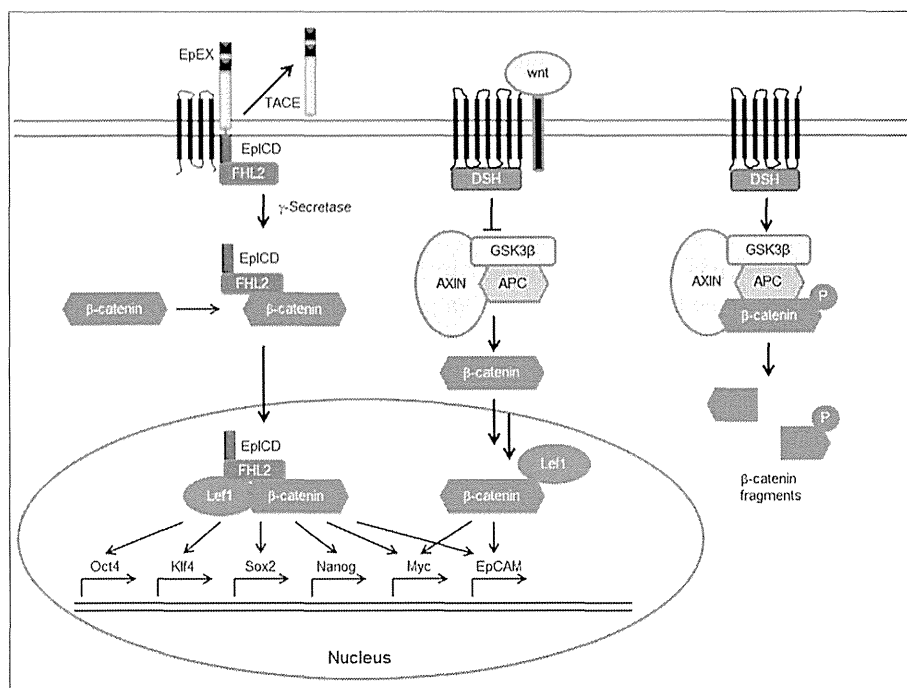 EpEX
TACE
EpICD
FHL2
γ-Secretase
EpICD
FHL2
β-catenin
β-catenin
EpICD
FHL2
Lef1
β-catenin
wnt
DSH
GSK3β
AXIN
APC
β-catenin
Lef1
β-catenin
DSH
GSK3β
AXIN
APC
P
β-catenin
P
β-catenin
fragments
Oct4
Klf4
Sox2
Nanog
Myc
EpCAM
Nucleus